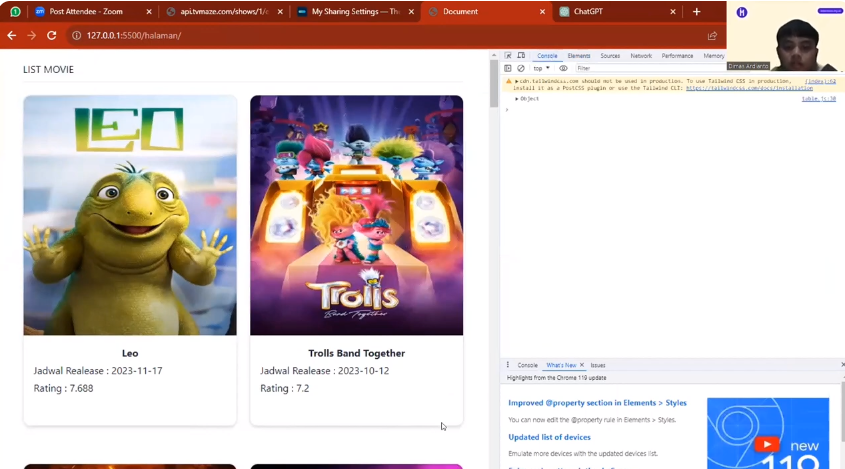 Post Attendee - Zoom
api.tvmaze.com/shows/1/
My Sharing Settings — The
Document
ChatGPT
127.0.0.1:5500/halaman/
LIST MOVIE
LEO
Leo
Jadwal Realease : 2023-11-17
Rating : 7.688
Trolls
Band Together
Trolls Band Together
Jadwal Realease : 2023-10-12
Rating : 7.2
Console
Elements
Sources
Network
Performance
Memory
top
Filter
cdn.tailwindcss.com should not be used in production. To use Tailwind CSS in production,
install it as a PostCSS plugin or use the Tailwind CLI: https://tailwindcss.com/docs/installation
(index):62
Object
Dimas Ardianto
Console
What's New
Issues
Highlights from the Chrome 119 update
Improved @property section in Elements > Styles
You can now edit the @property rule in Elements > Styles.
Updated list of devices
Emulate more devices with the updated devices list.
new
119